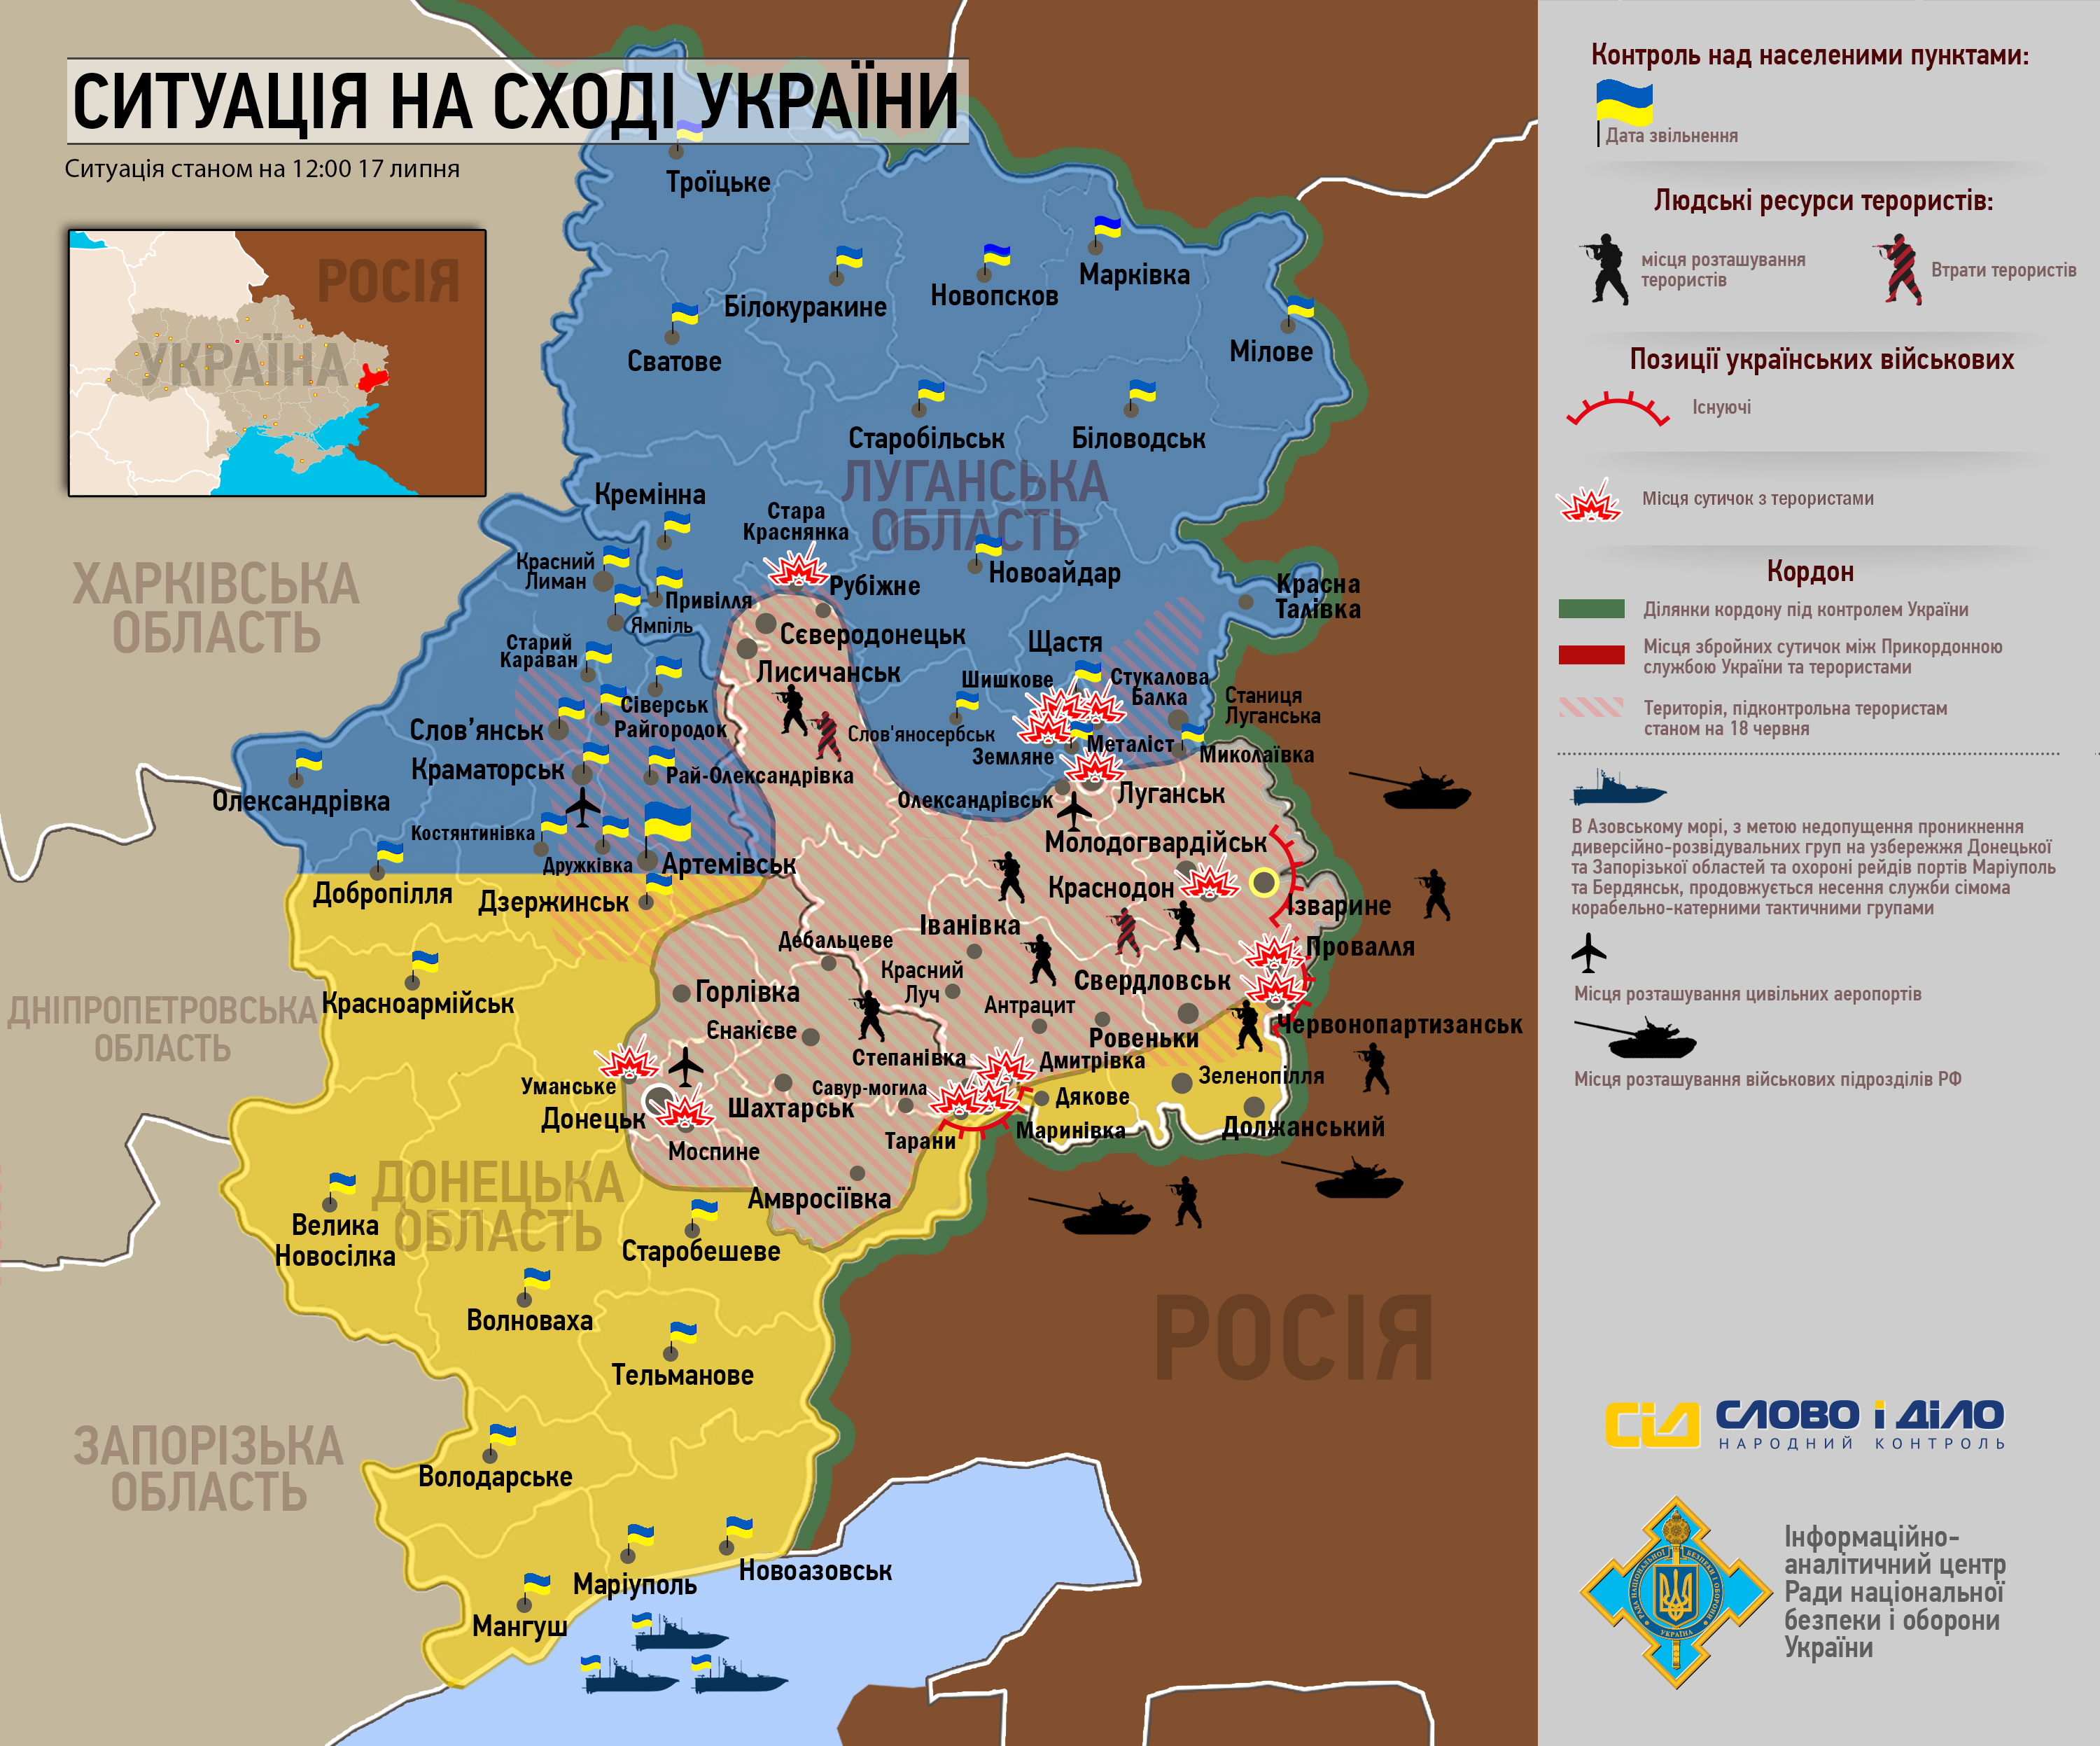 СИТУАЦІЯ НА СХОДІ УКРАЇНИ
Ситуація станом на 12:00 17 липня
РОСІЯ
УКРАЇНА
Троїцьке
Білокуракине
Новопсков
Марківка
Мілове
Сватове
Старобільськ
Біловодськ
ЛУГАНСЬКА
ОБЛАСТЬ
Кремінна
Стара
Краснянка
Красний
Лиман
Рубіжне
Новоайдар
Красна
Талівка
Привілля
Ямпіль
ХАРКІВСЬКА
ОБЛАСТЬ
Старий
Караван
Сєверодонецьк
Щастя
Лисичанськ
Шишкове
Стукалова
Балка
Станиця
Луганська
Сіверськ
Райгородок
Слов'янськ
Слов'яносербськ
Металіст
Миколаївка
Земляне
Краматорськ
Рай-Олександрівка
Олександрівка
Олександрівськ
Луганськ
Костянтинівка
Дружківка
Артемівськ
Молодогвардійськ
Добропілля
Дзержинськ
Краснодон
Ізварине
Іванівка
Дебальцеве
Провалля
Красний
Луч
Свердловськ
Красноармійськ
Горлівка
Антрацит
ДНІПРОПЕТРОВСЬКА
ОБЛАСТЬ
Єнакієве
Ровеньки
Червонопартизанськ
Степанівка
Дмитрівка
Уманське
Савур-могила
Зеленопілля
Донецьк
Шахтарськ
Дякове
Тарани
Маринівка
Должанський
Моспине
Амвросіївка
ДОНЕЦЬКА
ОБЛАСТЬ
Велика
Новосілка
Старобешеве
Волноваха
Тельманове
РОСІЯ
ЗАПОРІЗЬКА
ОБЛАСТЬ
Володарське
Маріуполь
Новоазовськ
Мангуш
Контроль над населеними пунктами:
Дата звільнення
Людські ресурси терористів:
місця розташування
терористів
Втрати терористів
Позиції українських військових
Існуючі
Місця сутичок з терористами
Кордон
Ділянки кордону під контролем України
Місця збройних сутичок між Прикордонною
службою України та терористами
Територія, підконтрольна терористам
станом на 18 червня
В Азовському морі, з метою недопущення проникнення
диверсійно-розвідувальних груп на узбережжя Донецької
та Запорізької областей та охороні рейдів портів Маріуполь
та Бердянськ, продовжується несення служби сімома
корабельно-катерними тактичними групами
Місця розташування цивільних аеропортів
Місця розташування військових підрозділів РФ
СІД СЛОВО і ДіЛО
НАРОДНИЙ КОНТРОЛЬ
Інформаційно-
аналітичний центр
Ради національної
безпеки і оборони
України
РАДА НАЦІОНАЛЬНОЇ БЕЗПЕКИ І ОБОРОНИ
УКРАЇНА